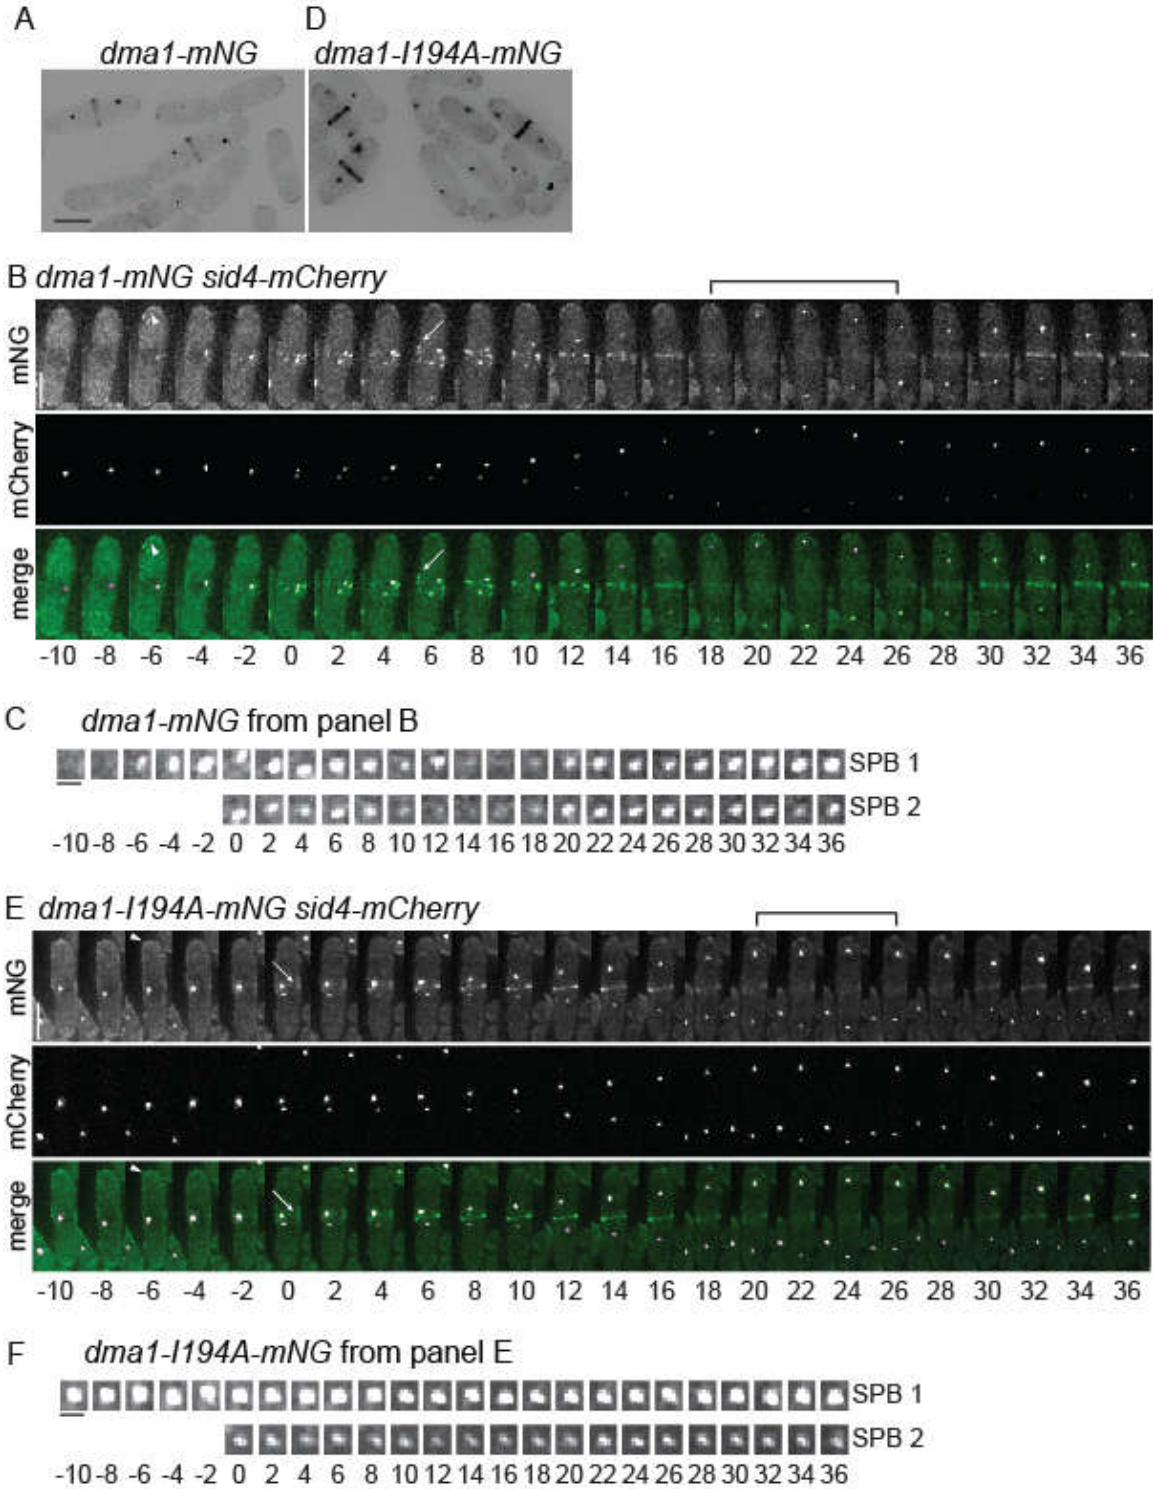 A
D
dma1-mNG
dma1-I194A-mNG
B dma1-mNG sid4-mCherry
mNG
mCherry
merge
-10 -8 -6 -4 -2 0 2 4 6 8 10 12 14 16 18 20 22 24 26 28 30 32 34 36
C dma1-mNG from panel B
SPB 1
SPB 2
-10 -8 -6 -4 -2 0 2 4 6 8 10 12 14 16 18 20 22 24 26 28 30 32 34 36
E dma1-I194A-mNG sid4-mCherry
mNG
mCherry
merge
-10 -8 -6 -4 -2 0 2 4 6 8 10 12 14 16 18 20 22 24 26 28 30 32 34 36
F dma1-I194A-mNG from panel E
SPB 1
SPB 2
-10 -8 -6 -4 -2 0 2 4 6 8 10 12 14 16 18 20 22 24 26 28 30 32 34 36